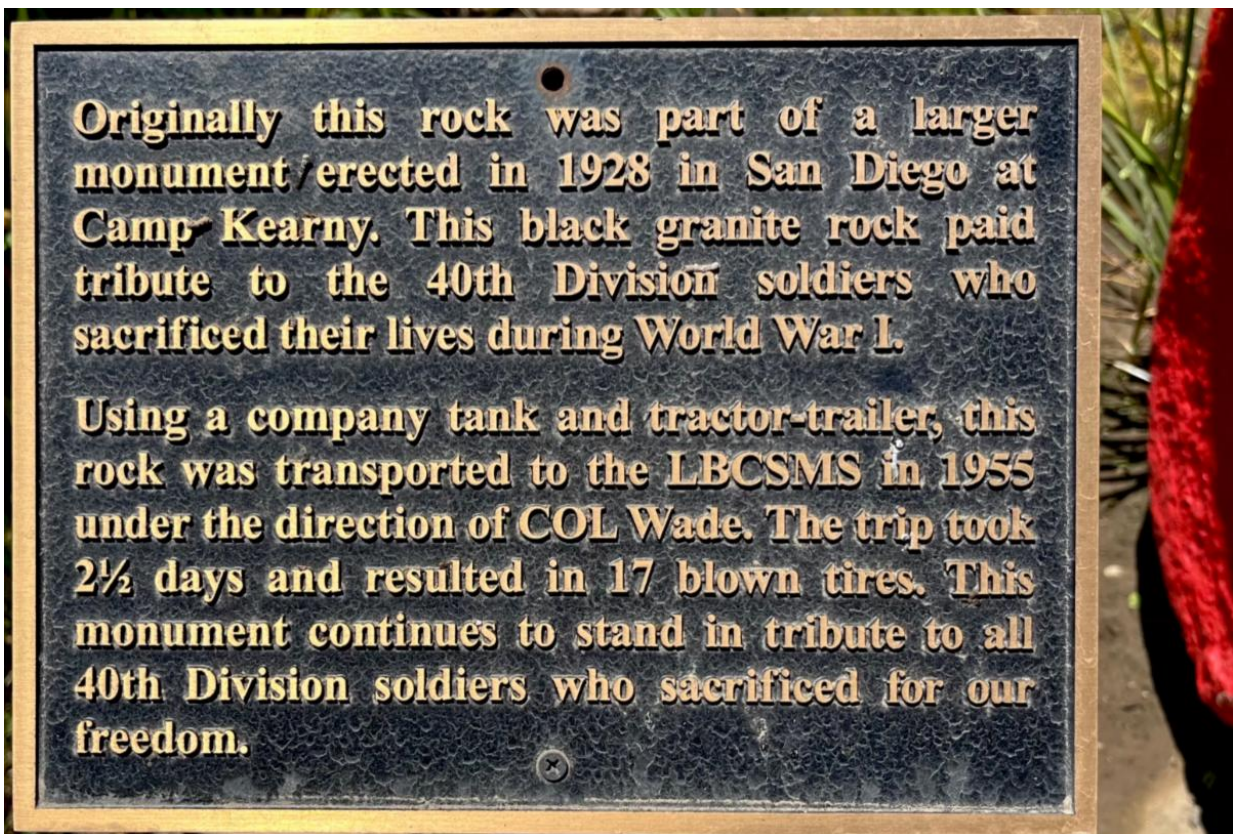 Originally this rock was part of a larger
monument erected in 1928 in San Diego at
Camp Kearny. This black granite rock paid
tribute to the 40th Division soldiers who
sacrificed their lives during World War I.
Using a company tank and tractor-trailer, this
rock was transported to the LBCSMS in 1955
under the direction of COL Wade. The trip took
2½ days and resulted in 17 blown tires. This
monument continues to stand in tribute to all
40th Division soldiers who sacrificed for our
freedom.